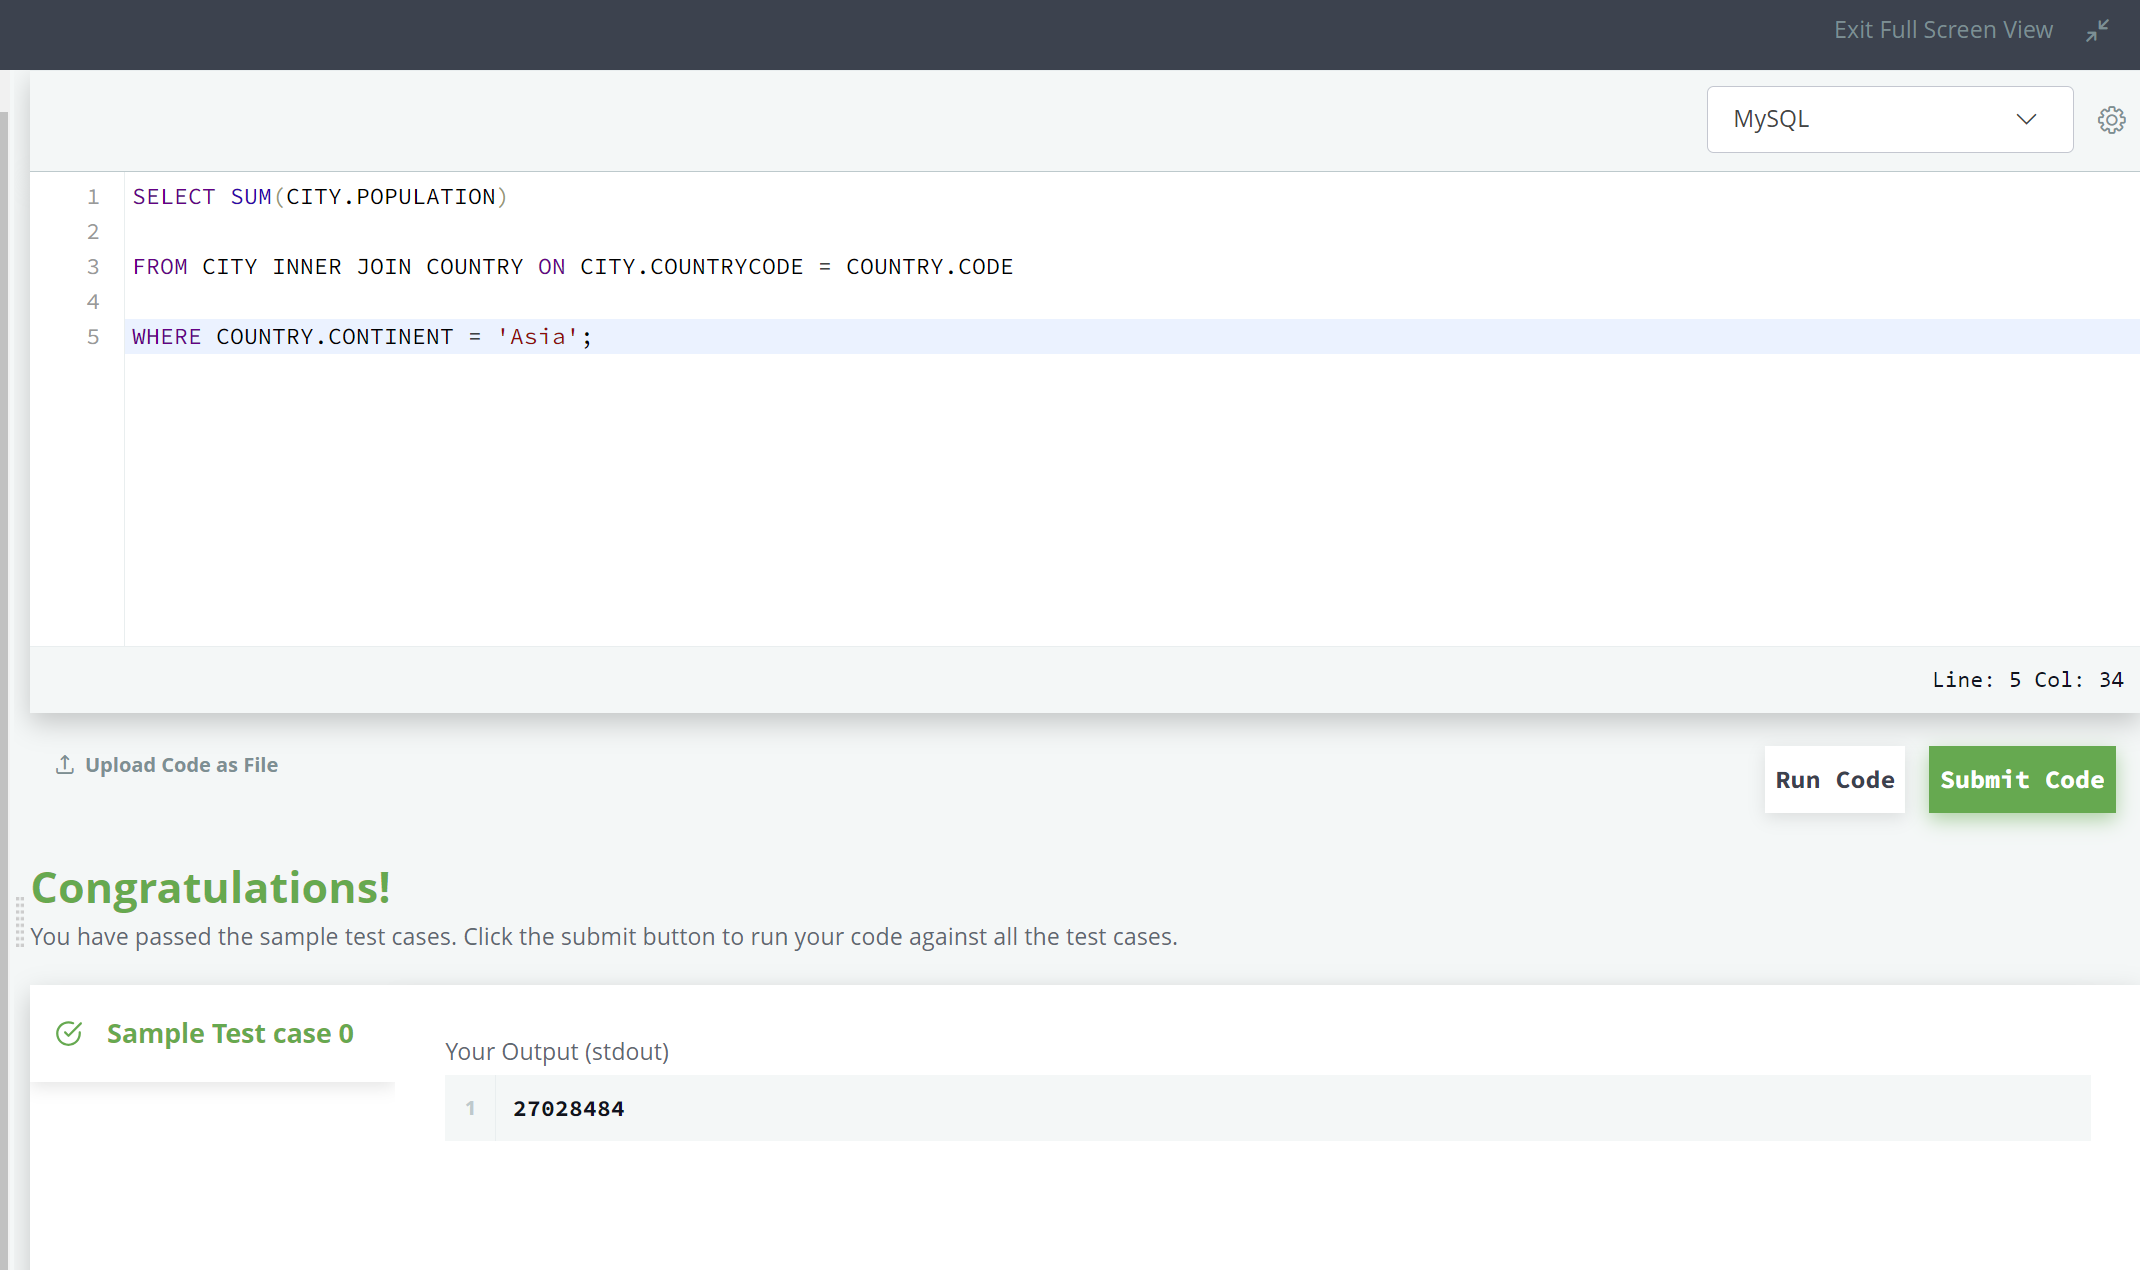 Exit Full Screen View
MySQL
1 SELECT SUM(CITY.POPULATION)
2
3 FROM CITY INNER JOIN COUNTRY ON CITY.COUNTRYCODE = COUNTRY.CODE
4
5 WHERE COUNTRY.CONTINENT = 'Asia';
Line: 5 Col: 34
Upload Code as File
Run Code
Submit Code
Congratulations!
You have passed the sample test cases. Click the submit button to run your code against all the test cases.
Sample Test case 0
Your Output (stdout)
1 27028484